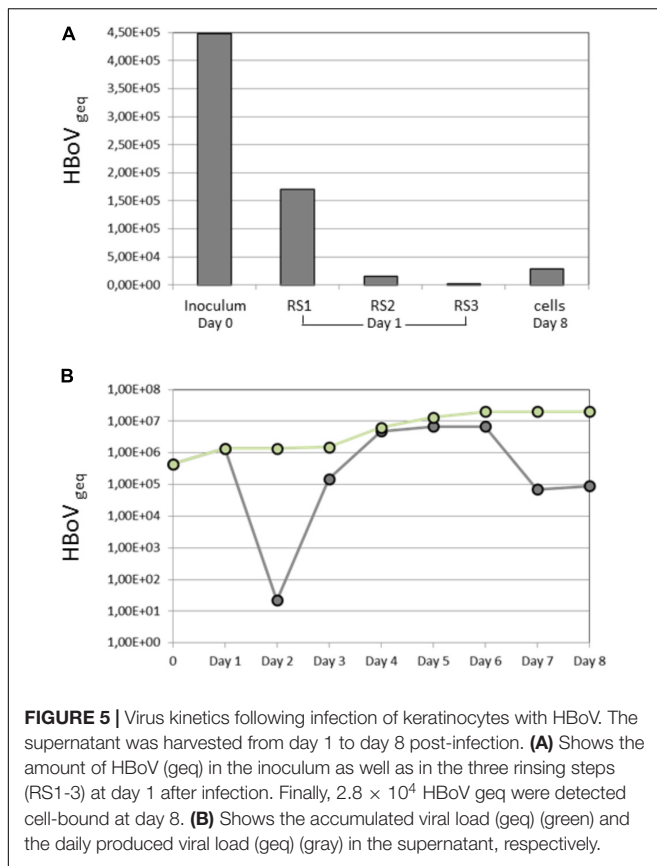 A
4,50E+05
4,00E+05
3,50E+05
3,00E+05
2,50E+05
2,00E+05
1,50E+05
1,00E+05
5,00E+04
0,00E+00
HBoV geq
Inoculum RS1 RS2 RS3 cells
Day 0 Day 1 Day 8
B
1,00E+08
1,00E+07
1,00E+06
1,00E+05
1,00E+04
1,00E+03
1,00E+02
1,00E+01
1,00E+00
HBoV geq
0 Day 1 Day 2 Day 3 Day 4 Day 5 Day 6 Day 7 Day 8
FIGURE 5 | Virus kinetics following infection of keratinocytes with HBoV. The
supernatant was harvested from day 1 to day 8 post-infection. (A) Shows the
amount of HBoV (geq) in the inoculum as well as in the three rinsing steps
(RS1-3) at day 1 after infection. Finally, 2.8 × 10⁴ HBoV geq were detected
cell-bound at day 8. (B) Shows the accumulated viral load (geq) (green) and
the daily produced viral load (geq) (gray) in the supernatant, respectively.